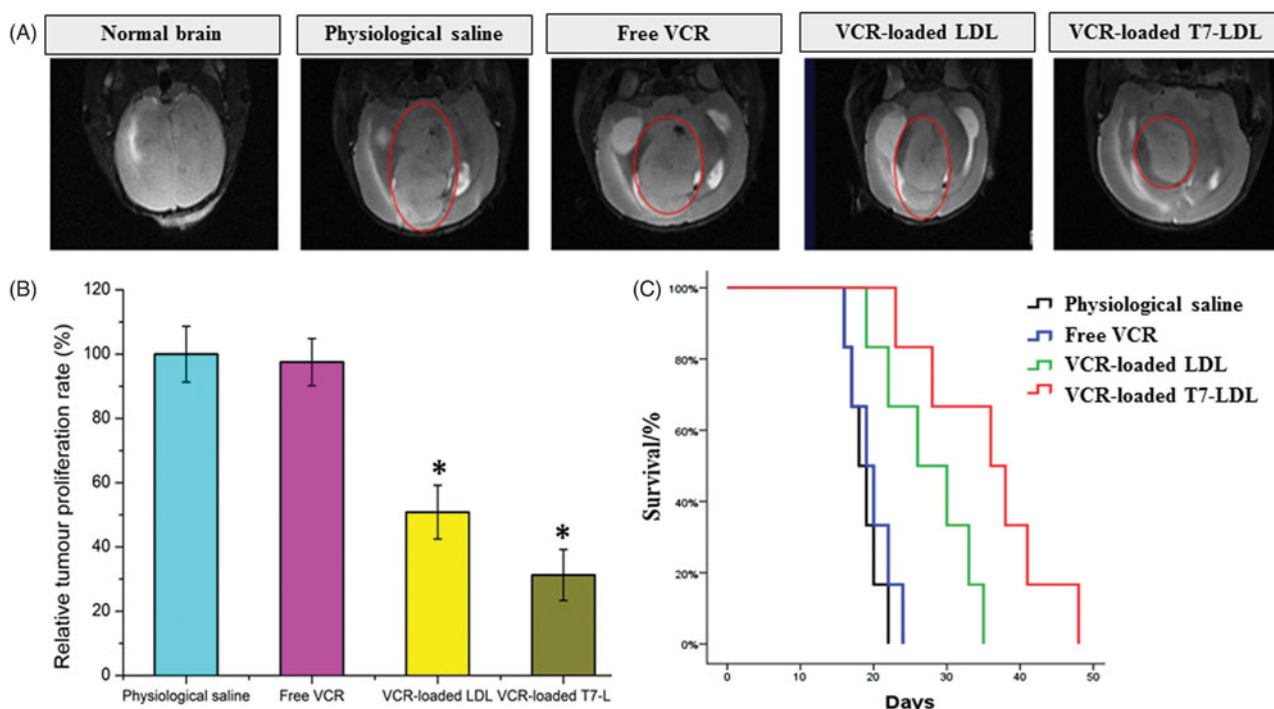 (A)
Normal brain
Physiological saline
Free VCR
VCR-loaded LDL
VCR-loaded T7-LDL
(B)
Relative tumour proliferation rate (%)
120
100
80
60
40
20
0
*
*
Physiological saline
Free VCR
VCR-loaded LDL
VCR-loaded T7-L
(C)
Survival/%
100%
80%
60%
40%
20%
0%
0
10
20
30
40
50
Days
Physiological saline
Free VCR
VCR-loaded LDL
VCR-loaded T7-LDL